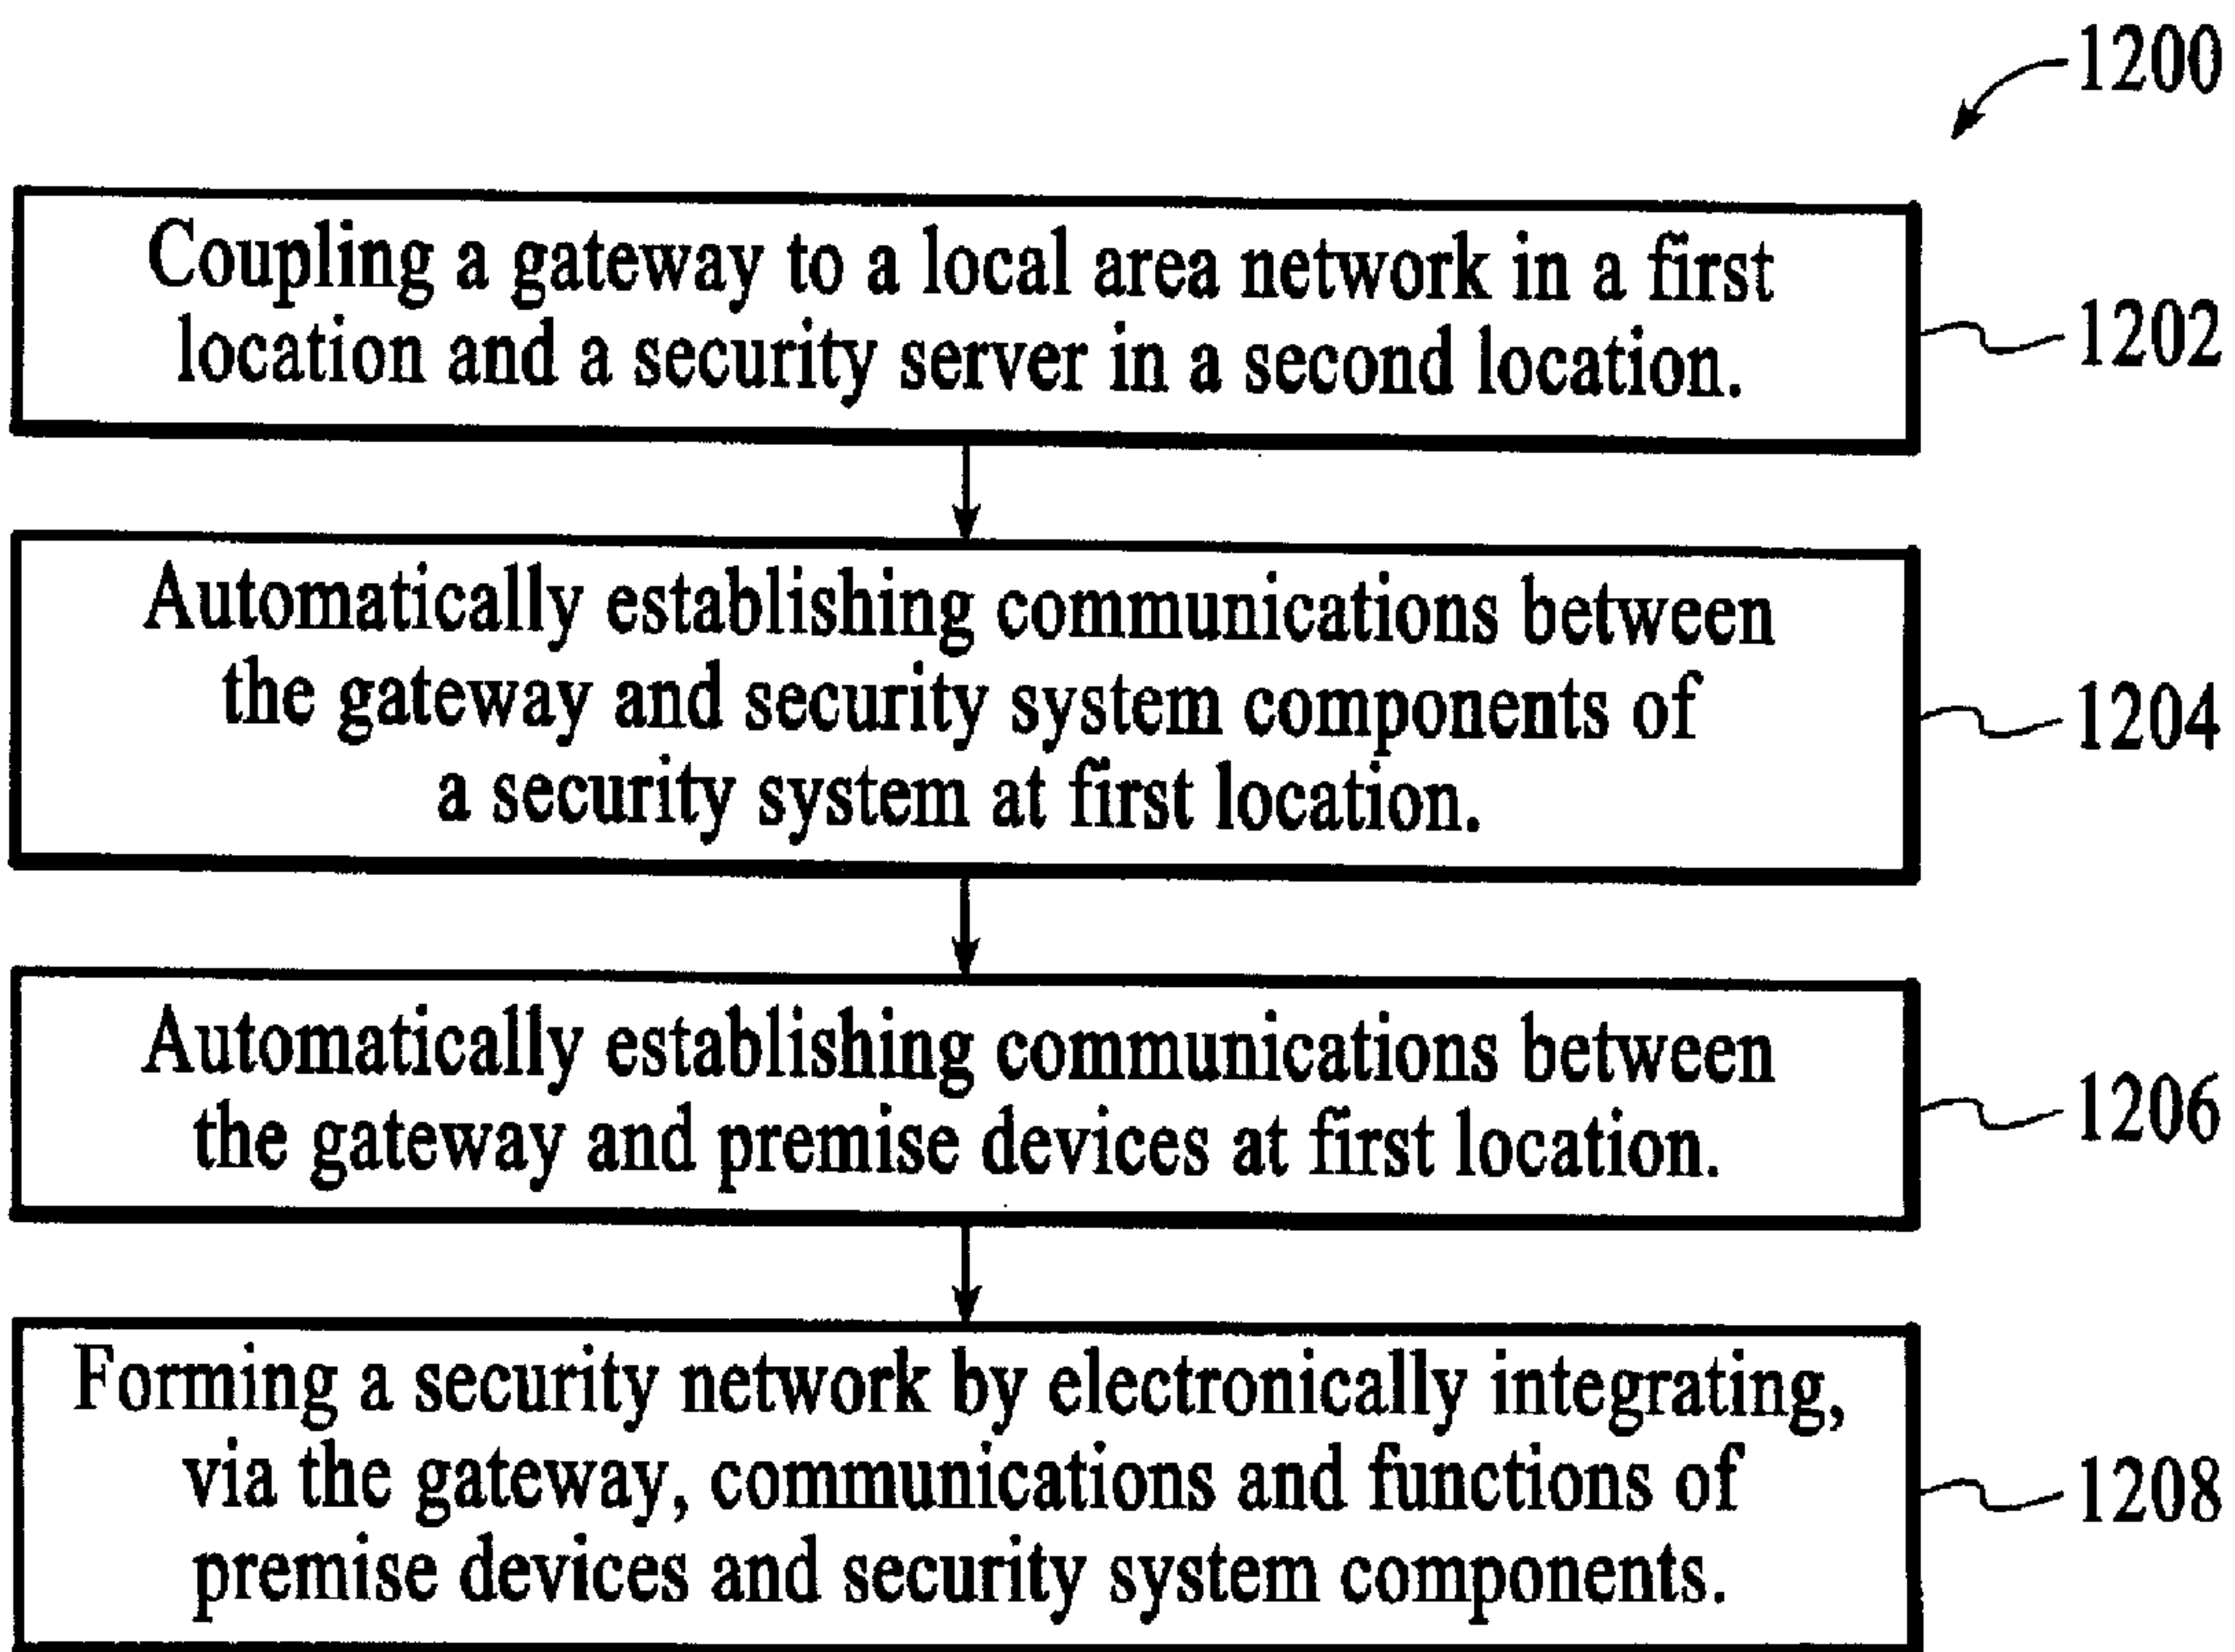 1200
Coupling a gateway to a local area network in a first
location and a security server in a second location.
1202
Automatically establishing communications between
the gateway and security system components of
a security system at first location.
1204
Automatically establishing communications between
the gateway and premise devices at first location.
1206
Forming a security network by electronically integrating,
via the gateway, communications and functions of
premise devices and security system components.
1208